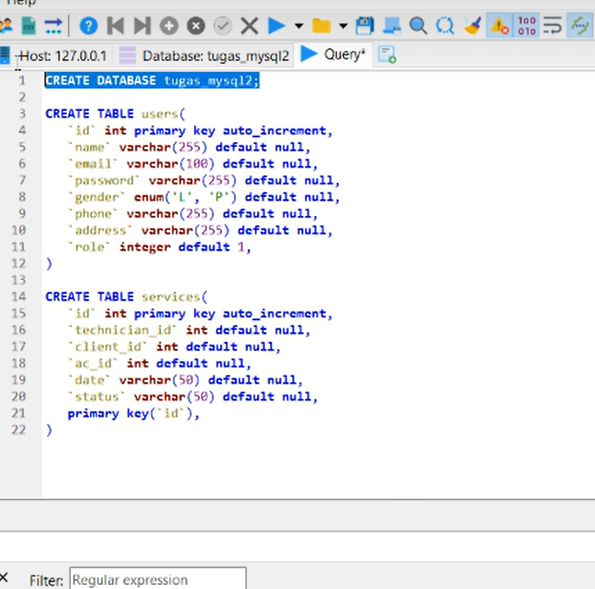 Help
Host: 127.0.0.1 Database: tugas_mysql2 Query*
1 CREATE DATABASE tugas_mysql2;
2
3 CREATE TABLE users(
4 `id` int primary key auto_increment,
5 `name` varchar(255) default null,
6 `email` varchar(100) default null,
7 `password` varchar(255) default null,
8 `gender` enum('L', 'P') default null,
9 `phone` varchar(255) default null,
10 `address` varchar(255) default null,
11 `role` integer default 1,
12 )
13
14 CREATE TABLE services(
15 `id` int primary key auto_increment,
16 `technician_id` int default null,
17 `client_id` int default null,
18 `ac_id` int default null,
19 `date` varchar(50) default null,
20 `status` varchar(50) default null,
21 primary key(`id`),
22 )
Filter: Regular expression